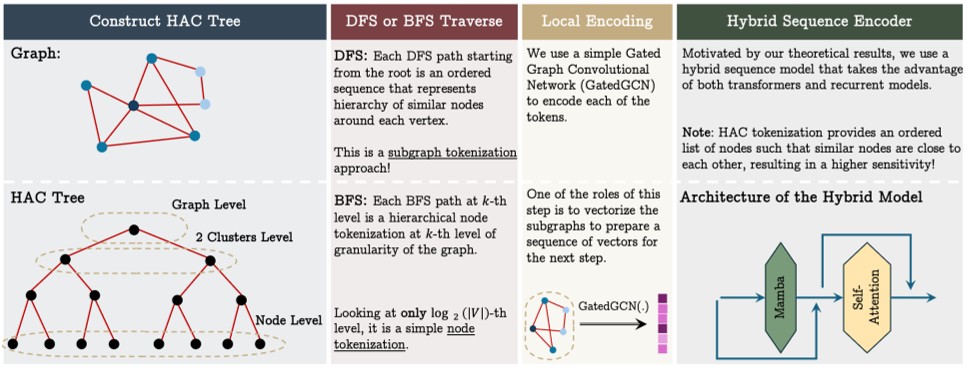 Construct HAC Tree
DFS or BFS Traverse
Local Encoding
Hybrid Sequence Encoder
Graph:
DFS: Each DFS path starting
from the root is an ordered
sequence that represents
hierarchy of similar nodes
around each vertex.
This is a subgraph tokenization
approach!
We use a simple Gated
Graph Convolutional
Network (GatedGCN)
to encode each of the
tokens.
Motivated by our theoretical results, we use a
hybrid sequence model that takes the advantage
of both transformers and recurrent models.
Note: HAC tokenization provides an ordered
list of nodes such that similar nodes are close to
each other, resulting in a higher sensitivity!
HAC Tree
Graph Level
2 Clusters Level
Node Level
BFS: Each BFS path at k-th
level is a hierarchical node
tokenization at k-th level of
granularity of the graph.
Looking at only log 2 (|V|)-th
level, it is a simple node
tokenization.
One of the roles of this
step is to vectorize the
subgraphs to prepare a
sequence of vectors for
the next step.
GatedGCN(.)
Architecture of the Hybrid Model
Mamba
Self-
Attention